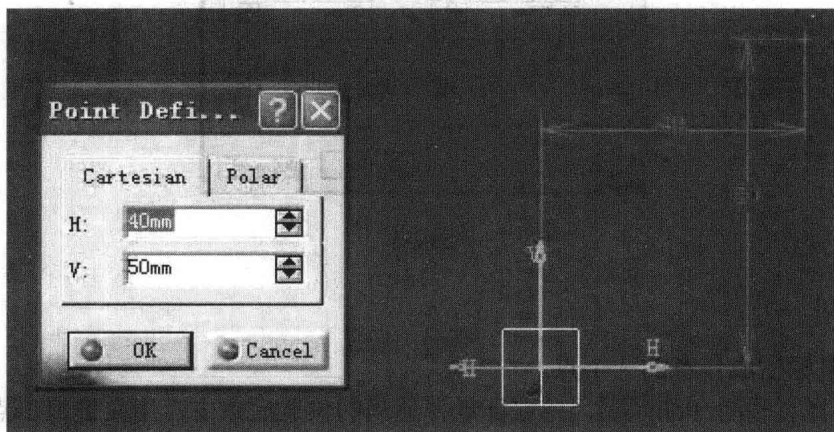 Point Defi... ?
Cartesian Polar
H: 40mm
V: 50mm
OK Cancel
V
H H